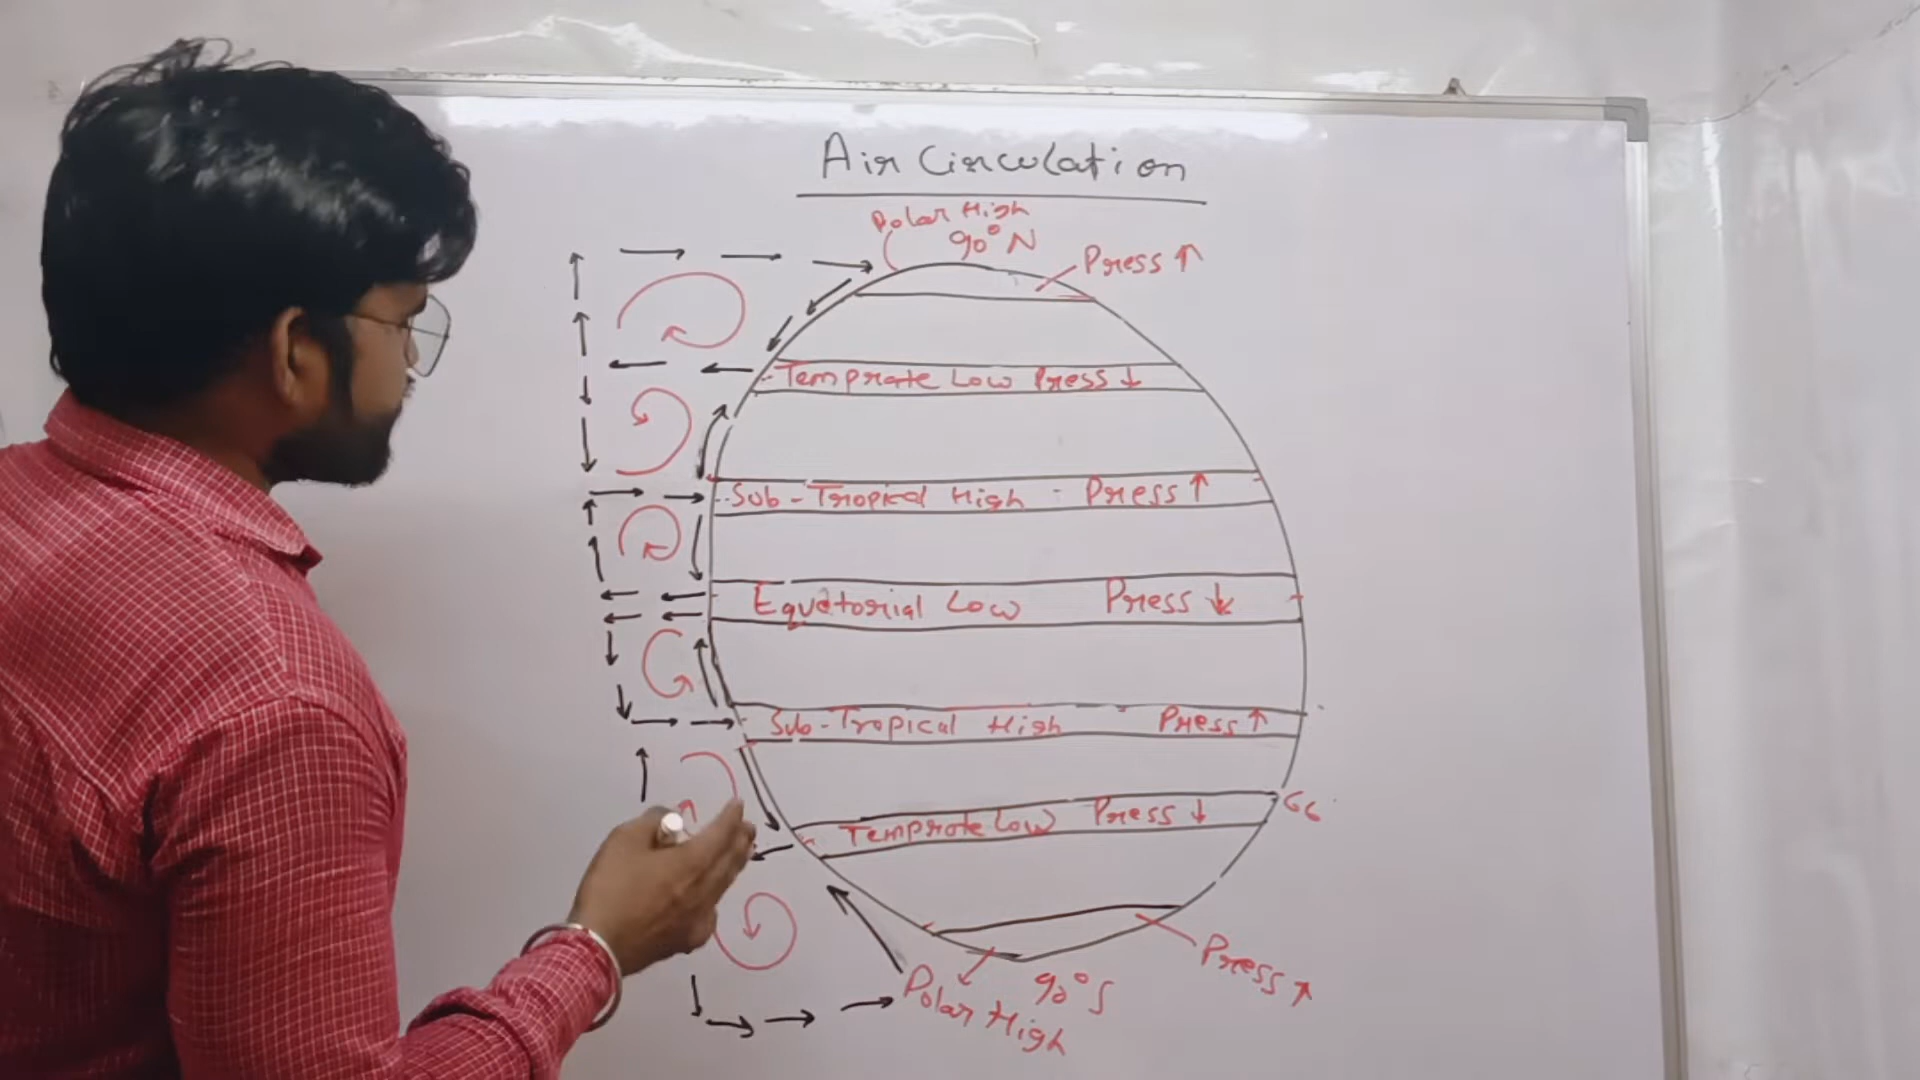 Air Circulation
Polar High
90° N
Press ↑
Temprate Low Press ↓
Sub-Tropical High - Press ↑
Equatorial Low Press ↓
Sub-Tropical High Press ↑
Temprate Low Press ↓
66
Press ↑
Polar High
90° S